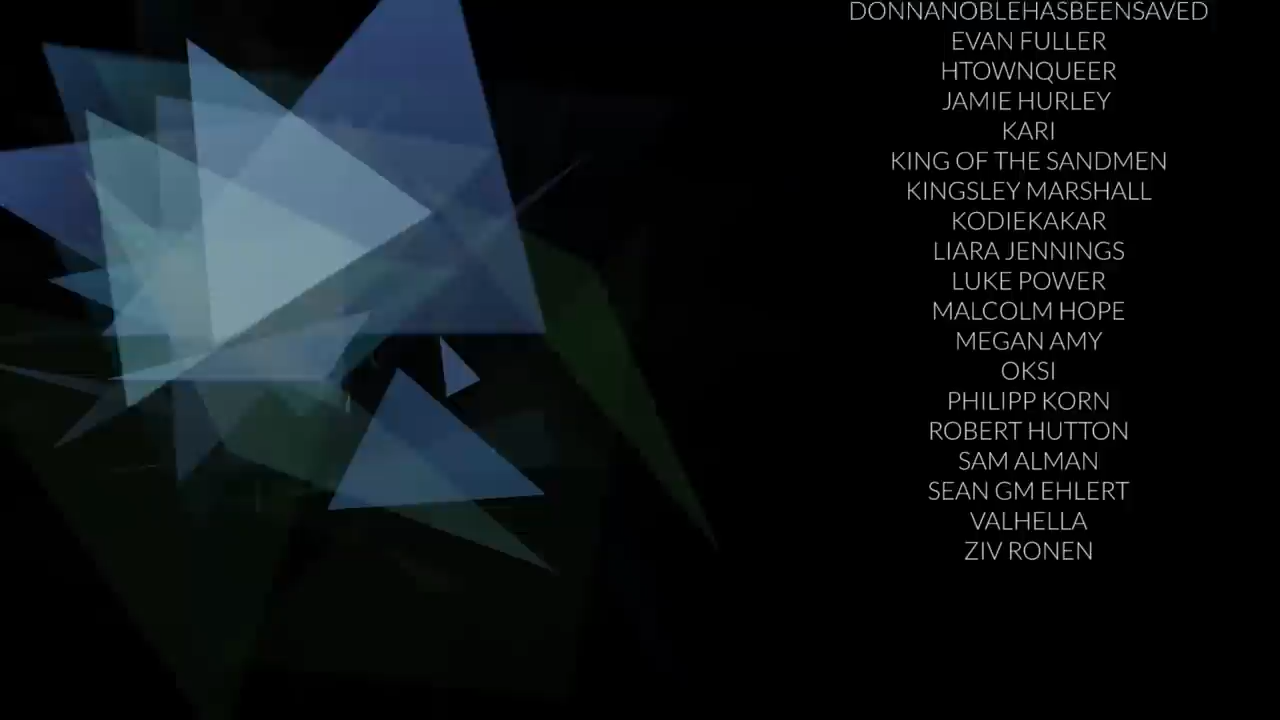 DONNANOBLEHASBEENSAVED
EVAN FULLER
HTOWNQUEER
JAMIE HURLEY
KARI
KING OF THE SANDMEN
KINGSLEY MARSHALL
KODIEKAKAR
LIARA JENNINGS
LUKE POWER
MALCOLM HOPE
MEGAN AMY
OKSI
PHILIPP KORN
ROBERT HUTTON
SAM ALMAN
SEAN GM EHLERT
VALHELLA
ZIV RONEN